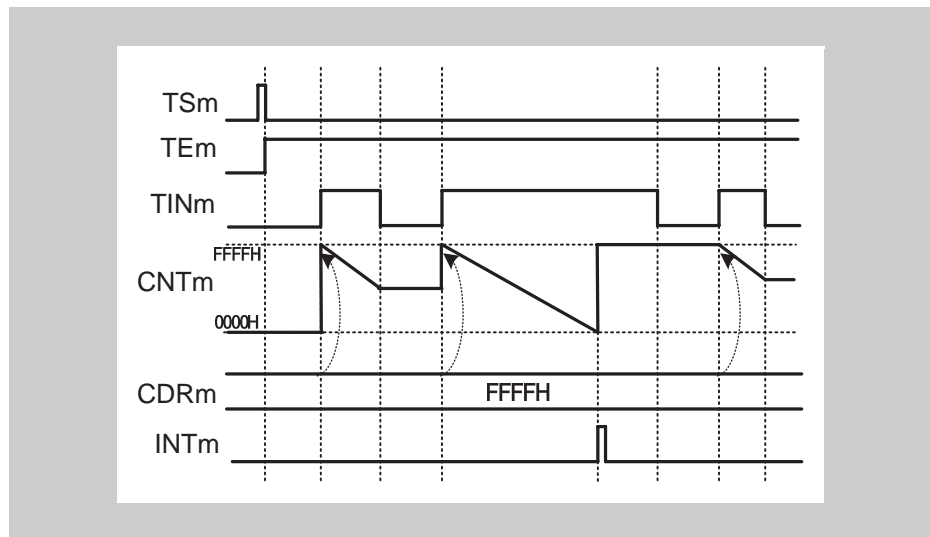 TSm
TEm
TINm
FFFFH
CNTm
0000H
CDRm
FFFFH
INTm